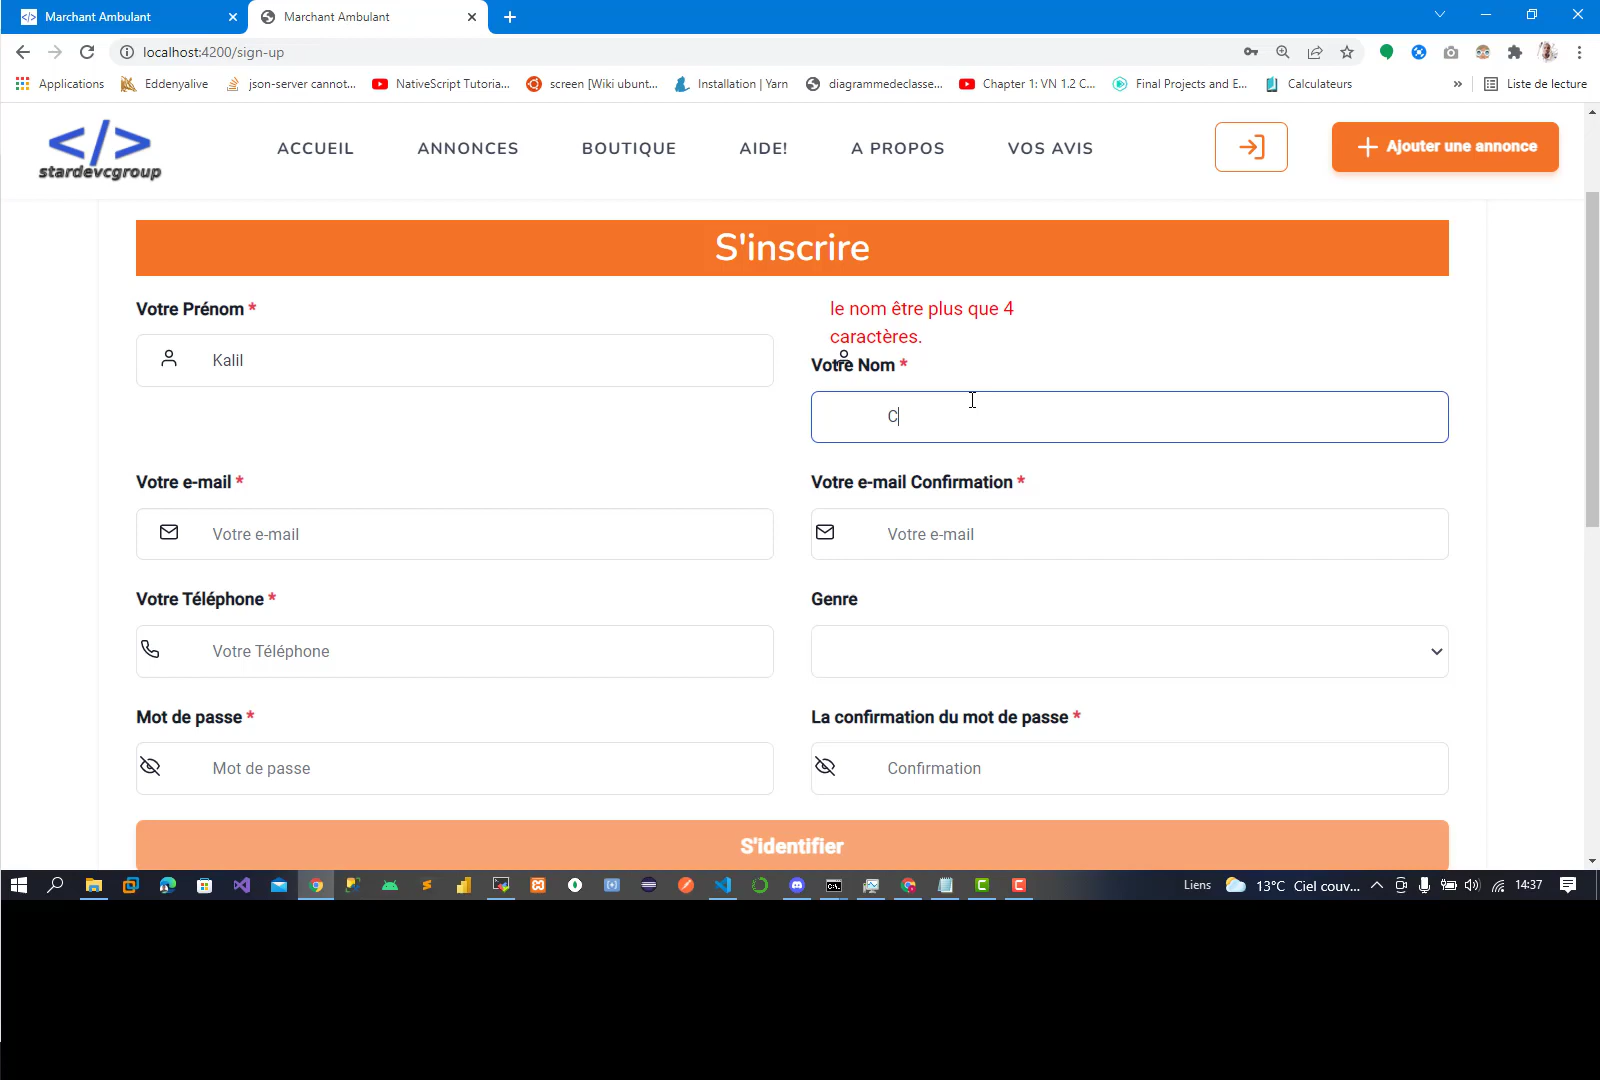 Marchant Ambulant
Marchant Ambulant
localhost:4200/sign-up
Applications
Eddenyalive
json-server cannot...
NativeScript Tutoria...
screen [Wiki ubunt...
Installation | Yarn
diagrammedeclasse...
Chapter 1: VN 1.2 C...
Final Projects and E...
Calculateurs
»
Liste de lecture
</>
stardevcgroup
ACCUEIL
ANNONCES
BOUTIQUE
AIDE!
A PROPOS
VOS AVIS
Ajouter une annonce
S'inscrire
Votre Prénom *
Kalil
le nom être plus que 4
caractères.
Votre Nom *
C
Votre e-mail *
Votre e-mail
Votre e-mail Confirmation *
Votre e-mail
Votre Téléphone *
Votre Téléphone
Genre
Mot de passe *
Mot de passe
La confirmation du mot de passe *
Confirmation
S'identifier
Liens
13°C Ciel couv...
14:37